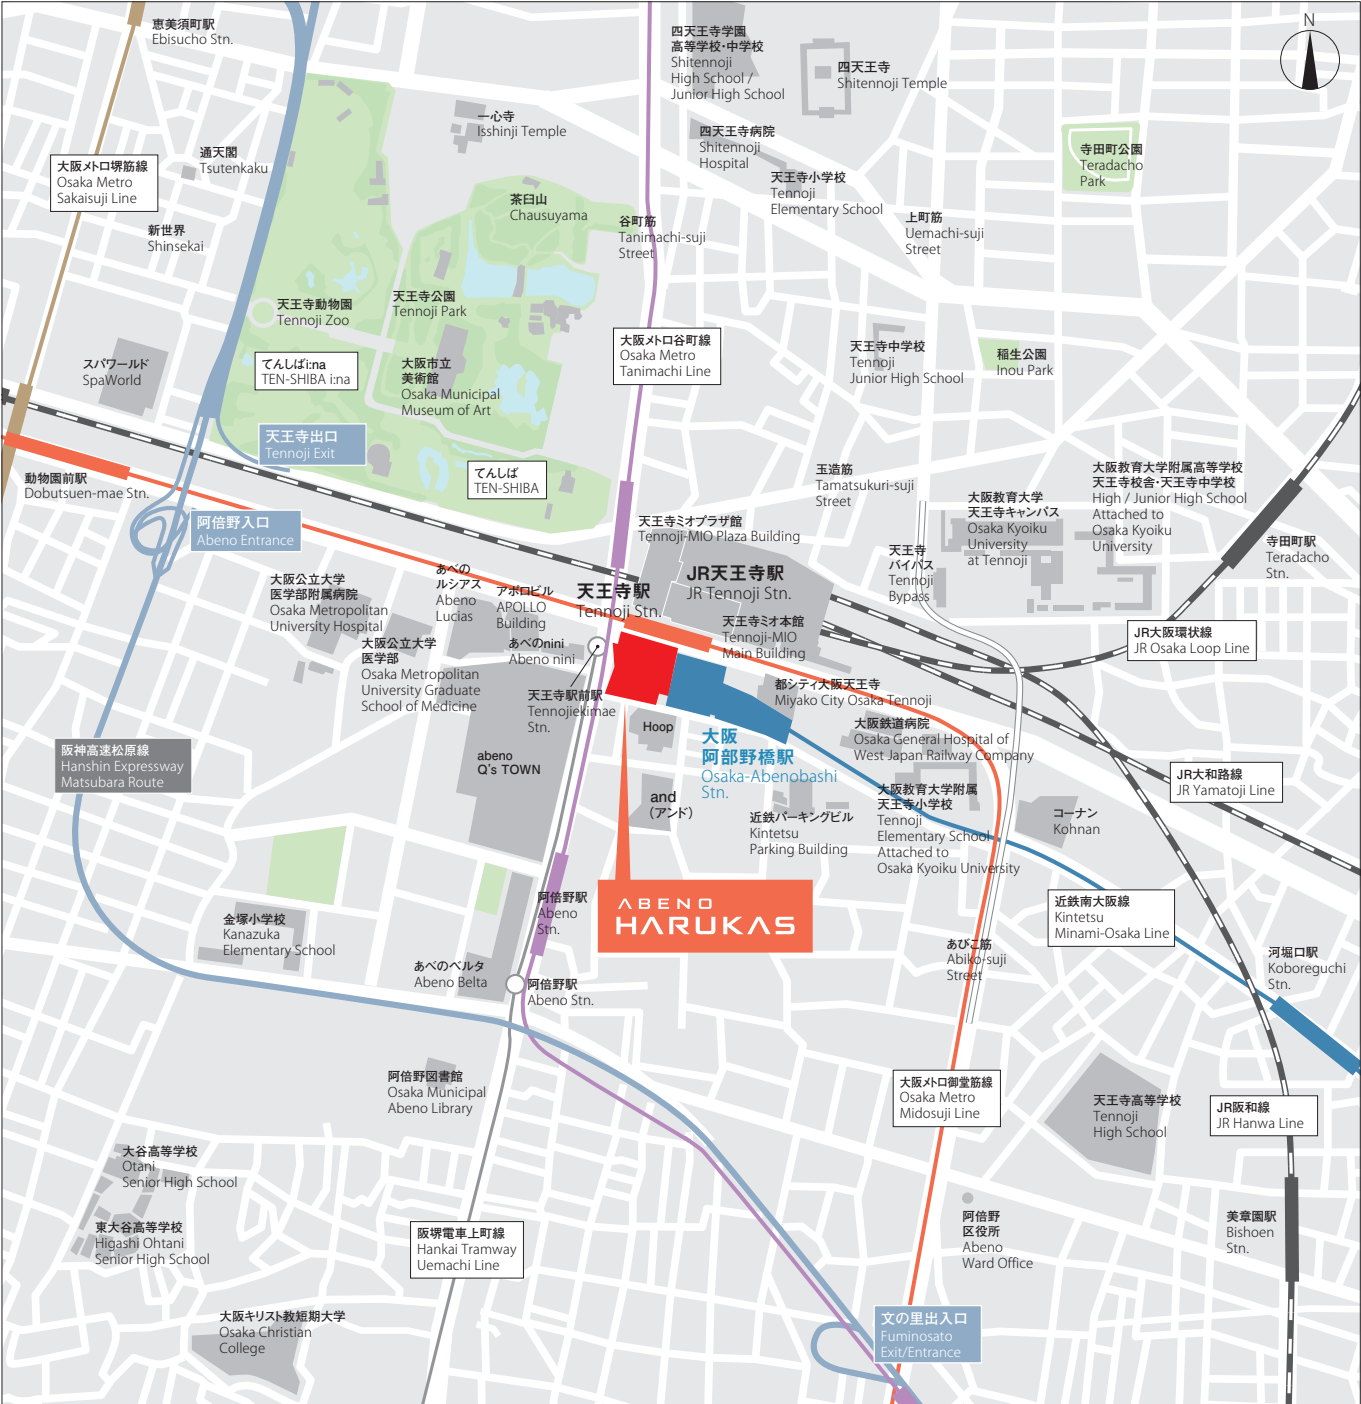 恵美須町駅
Ebisucho Stn.
四天王寺学園
高等学校・中学校
Shitennoji
High School /
Junior High School
四天王寺
Shitennoji Temple
N
一心寺
Isshinji Temple
四天王寺病院
Shitennoji
Hospital
寺田町公園
Teradacho
Park
通天閣
Tsutenkaku
大阪メトロ堺筋線
Osaka Metro
Sakaisuji Line
天王寺小学校
Tennoji
Elementary School
茶臼山
Chausuyama
谷町筋
Tanimachi-suji
Street
上町筋
Uemachi-suji
Street
新世界
Shinsekai
天王寺動物園
Tennoji Zoo
天王寺公園
Tennoji Park
大阪メトロ谷町線
Osaka Metro
Tanimachi Line
天王寺中学校
Tennoji
Junior High School
稲生公園
Inou Park
スパワールド
SpaWorld
てんしばi:na
TEN-SHIBA i:na
大阪市立
美術館
Osaka Municipal
Museum of Art
天王寺出口
Tennoji Exit
てんしば
TEN-SHIBA
動物園前駅
Dobutsuen-mae Stn.
玉造筋
Tamatsukuri-suji
Street
大阪教育大学
天王寺キャンパス
Osaka Kyoiku
University
at Tennoji
大阪教育大学附属高等学校
天王寺校舎・天王寺中学校
High / Junior High School
Attached to
Osaka Kyoiku
University
寺田町駅
Teradacho
Stn.
阿倍野入口
Abeno Entrance
天王寺ミオプラザ館
Tennoji-MIO Plaza Building
天王寺
バイパス
Tennoji
Bypass
大阪公立大学
医学部附属病院
Osaka Metropolitan
University Hospital
あべの
ルシアス
Abeno
Lucias
アポロビル
APOLLO
Building
天王寺駅
Tennoji Stn.
JR天王寺駅
JR Tennoji Stn.
天王寺ミオ本館
Tennoji-MIO
Main Building
JR大阪環状線
JR Osaka Loop Line
大阪公立大学
医学部
Osaka Metropolitan
University Graduate
School of Medicine
あべのnini
Abeno nini
天王寺駅前駅
Tennojiekimae
Stn.
都シティ大阪天王寺
Miyako City Osaka Tennoji
大阪鉄道病院
Osaka General Hospital of
West Japan Railway Company
Hoop
大阪
阿部野橋駅
Osaka-Abenobashi
Stn.
阪神高速松原線
Hanshin Expressway
Matsubara Route
abeno
Q's TOWN
and
(アンド)
近鉄パーキングビル
Kintetsu
Parking Building
大阪教育大学附属
天王寺小学校
Tennoji
Elementary School
Attached to
Osaka Kyoiku University
コーナン
Kohnan
JR大和路線
JR Yamatoji Line
阿倍野駅
Abeno
Stn.
ABENO
HARUKAS
近鉄南大阪線
Kintetsu
Minami-Osaka Line
金塚小学校
Kanazuka
Elementary School
あべのベルタ
Abeno Belta
阿倍野駅
Abeno Stn.
あびこ筋
Abiko-suji
Street
河堀口駅
Koboreguchi
Stn.
阿倍野図書館
Osaka Municipal
Abeno Library
大阪メトロ御堂筋線
Osaka Metro
Midosuji Line
天王寺高等学校
Tennoji
High School
JR阪和線
JR Hanwa Line
大谷高等学校
Otani
Senior High School
東大谷高等学校
Higashi Ohtani
Senior High School
阪堺電車上町線
Hankai Tramway
Uemachi Line
阿倍野
区役所
Abeno
Ward Office
美章園駅
Bishoen
Stn.
大阪キリスト教短期大学
Osaka Christian
College
文の里出入口
Fuminosato
Exit/Entrance